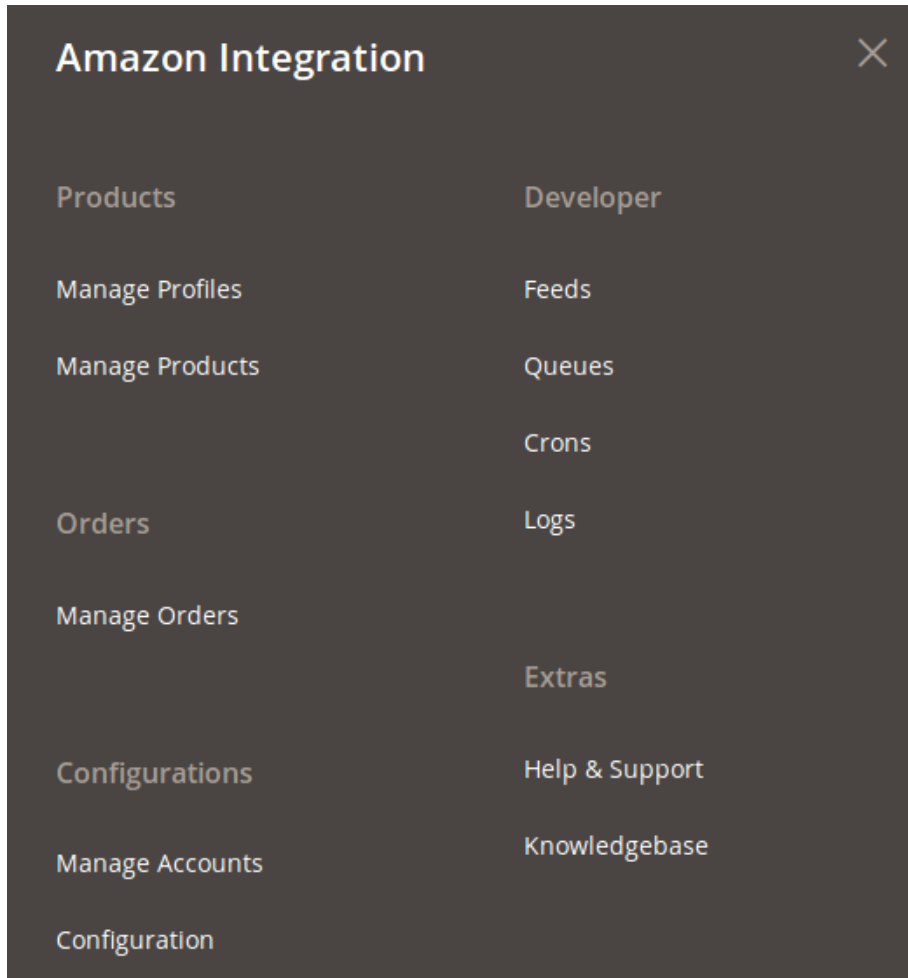 Amazon Integration
Products
Manage Profiles
Manage Products
Orders
Manage Orders
Configurations
Manage Accounts
Configuration
Developer
Feeds
Queues
Crons
Logs
Extras
Help & Support
Knowledgebase